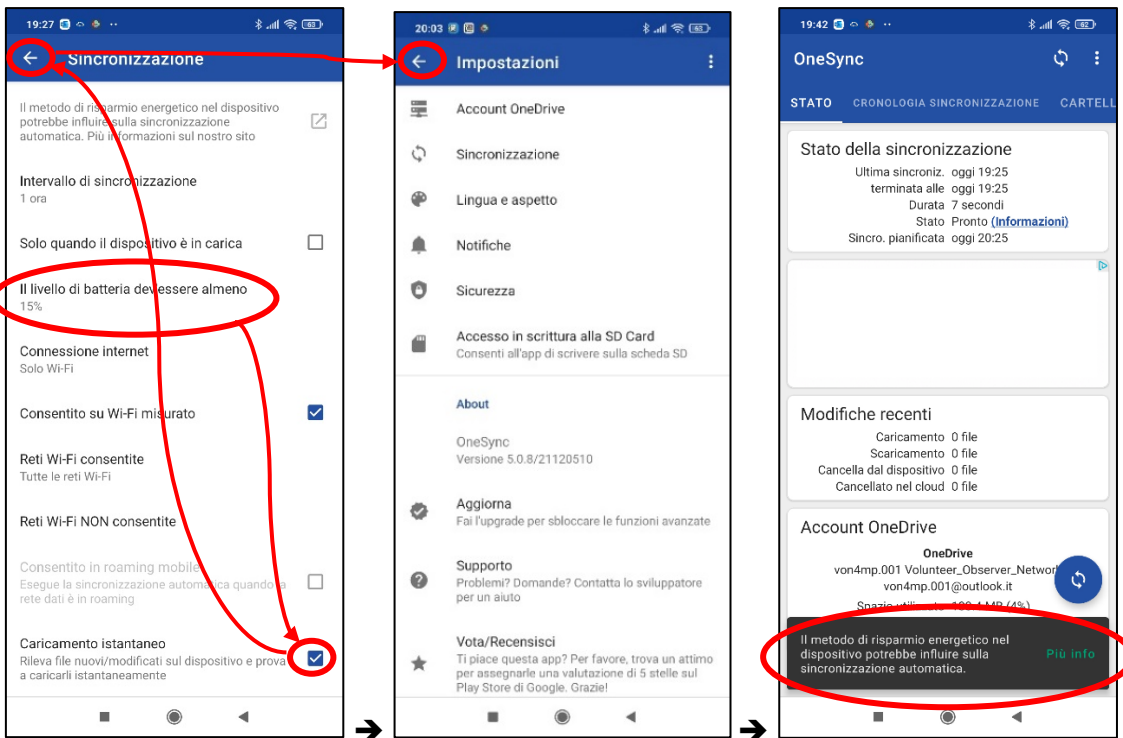 19:27
63
Sincronizzazione
Il metodo di risparmio energetico nel dispositivo
potrebbe influire sulla sincronizzazione
automatica. Più informazioni sul nostro sito
Intervallo di sincronizzazione
1 ora
Solo quando il dispositivo è in carica
Il livello di batteria dev'essere almeno
15%
Connessione internet
Solo Wi-Fi
Consentito su Wi-Fi misurato
Reti Wi-Fi consentite
Tutte le reti Wi-Fi
Reti Wi-Fi NON consentite
Consentito in roaming mobile
Esegue la sincronizzazione automatica quando la
rete dati è in roaming
Caricamento istantaneo
Rileva file nuovi/modificati sul dispositivo e prova
a caricarli istantaneamente
➔
20:03
63
Impostazioni
Account OneDrive
Sincronizzazione
Lingua e aspetto
Notifiche
Sicurezza
Accesso in scrittura alla SD Card
Consenti all'app di scrivere sulla scheda SD
About
OneSync
Versione 5.0.8/21120510
Aggiorna
Fai l'upgrade per sbloccare le funzioni avanzate
Supporto
Problemi? Domande? Contatta lo sviluppatore
per un aiuto
Vota/Recensisci
Ti piace questa app? Per favore, trova un attimo
per assegnarle una valutazione di 5 stelle sul
Play Store di Google. Grazie!
➔
19:42
62
OneSync
STATO CRONOLOGIA SINCRONIZZAZIONE CARTELL
Stato della sincronizzazione
Ultima sincroniz. oggi 19:25
terminata alle oggi 19:25
Durata 7 secondi
Stato Pronto (Informazioni)
Sincro. pianificata oggi 20:25
Modifiche recenti
Caricamento 0 file
Scaricamento 0 file
Cancella dal dispositivo 0 file
Cancellato nel cloud 0 file
Account OneDrive
OneDrive
von4mp.001 Volunteer_Observer_Networ
von4mp.001@outlook.it
Il metodo di risparmio energetico nel
dispositivo potrebbe influire sulla
sincronizzazione automatica.
Più info